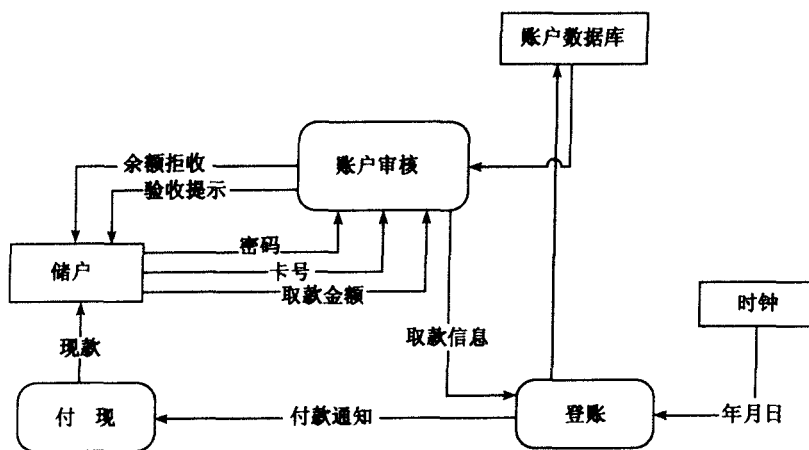 账户数据库
余额拒收
账户审核
验收提示
密码
储户
卡号
取款金额
时钟
现款
取款信息
付 现
付款通知
登账
年月日